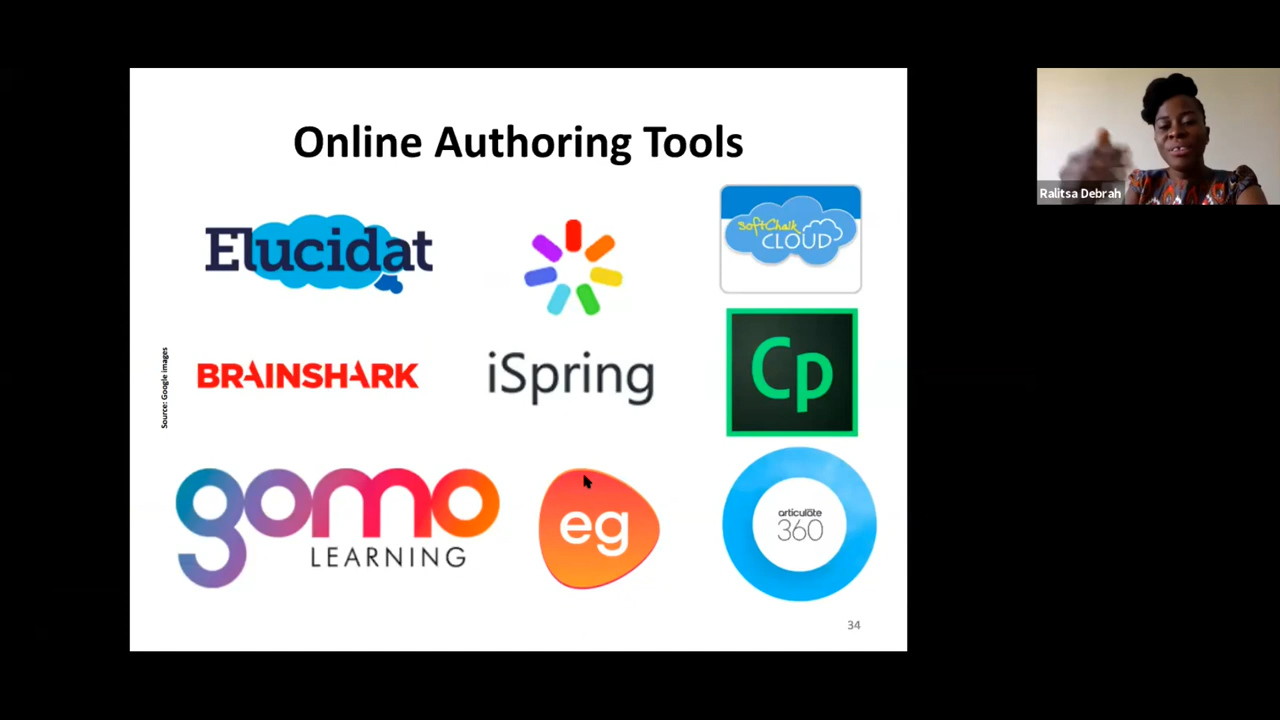 Online Authoring Tools
Elucidat
softChalk
CLOUD
BRAINSHARK
iSpring
Cp
Source: Google images
gomo
LEARNING
eg
articulate
360
34
Ralitsa Debrah